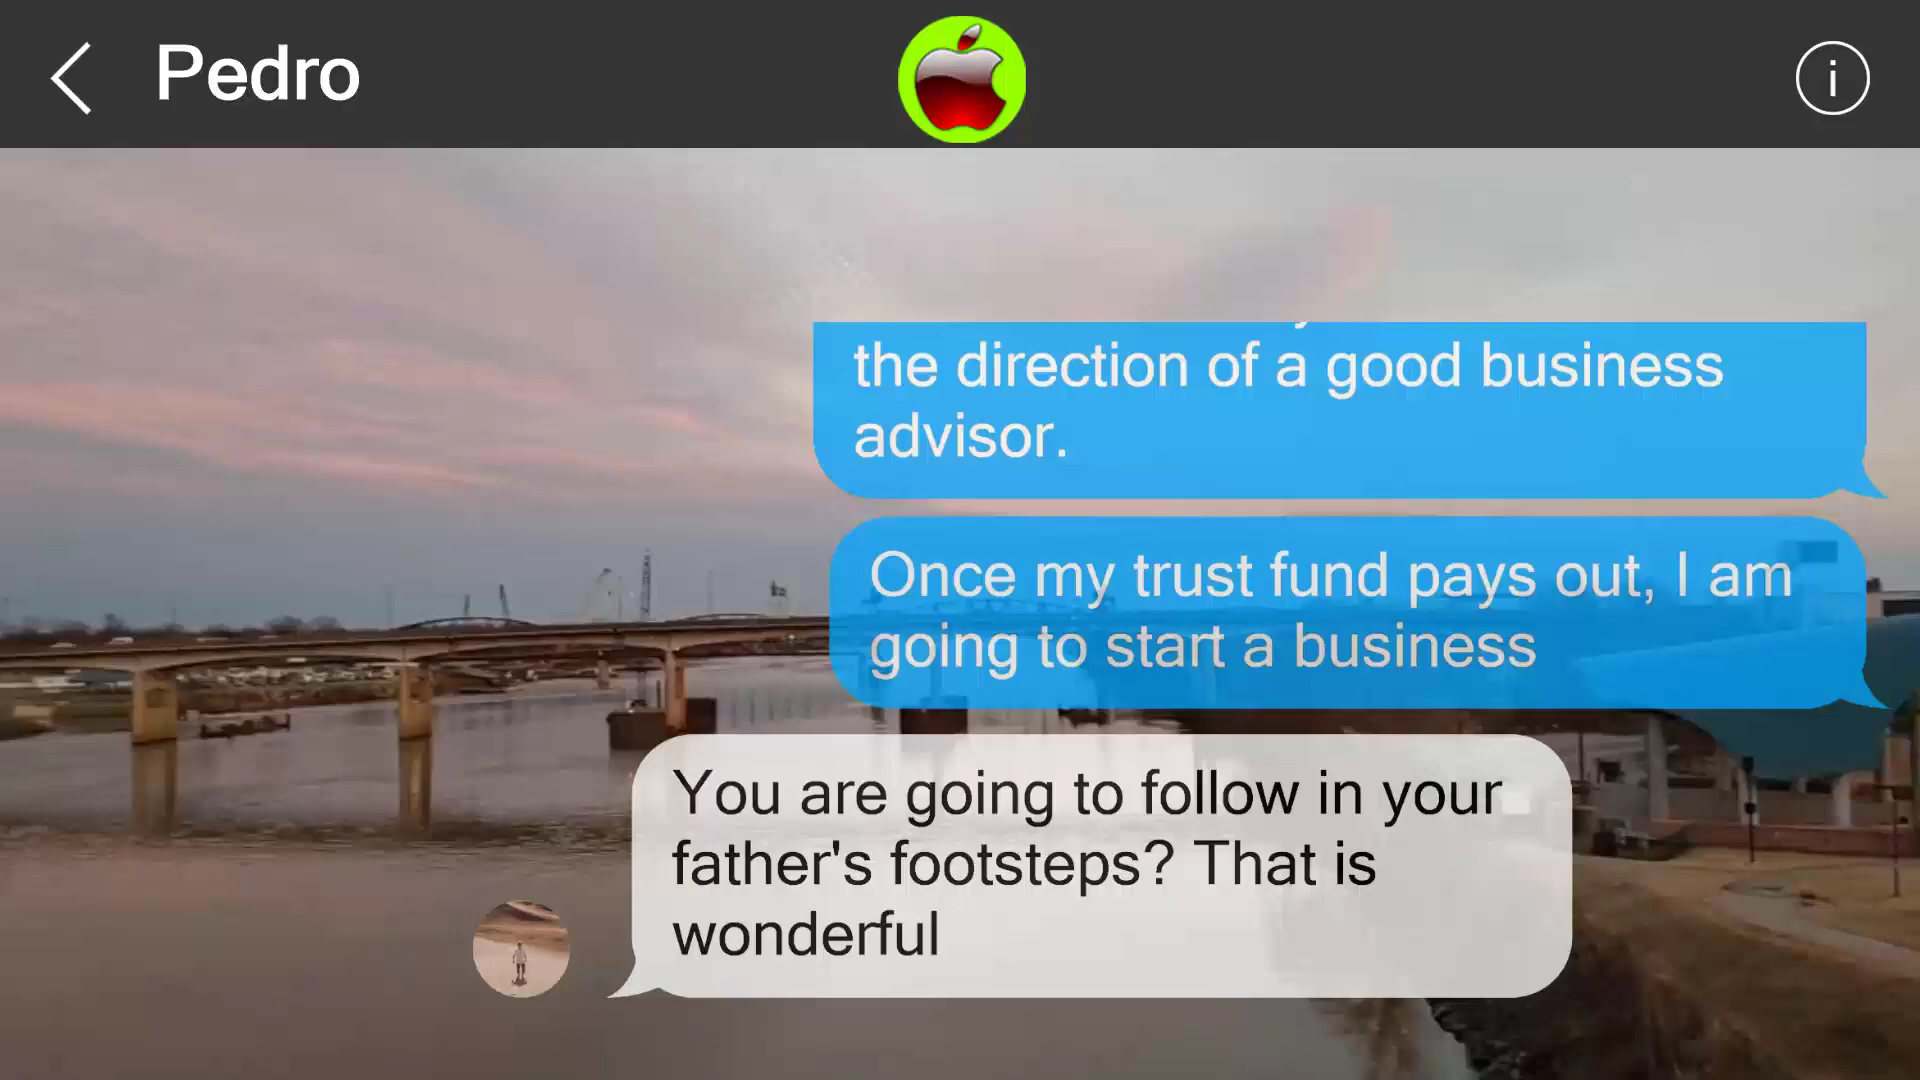 Pedro
i
the direction of a good business
advisor.
Once my trust fund pays out, I am
going to start a business
You are going to follow in your
father's footsteps? That is
wonderful